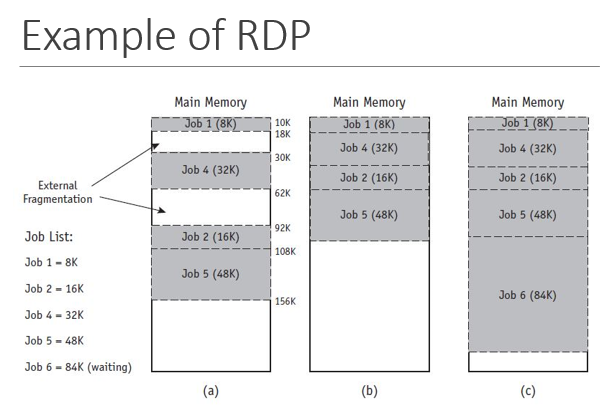 Example of RDP
Main Memory
Job 1 (8K)
10K
18K
30K
Job 4 (32K)
62K
External
Fragmentation
92K
Job 2 (16K)
108K
Job 5 (48K)
156K
Job List:
Job 1 = 8K
Job 2 = 16K
Job 4 = 32K
Job 5 = 48K
Job 6 = 84K (waiting)
(a)
Main Memory
Job 1 (8K)
Job 4 (32K)
Job 2 (16K)
Job 5 (48K)
(b)
Main Memory
Job 1 (8K)
Job 4 (32K)
Job 2 (16K)
Job 5 (48K)
Job 6 (84K)
(c)